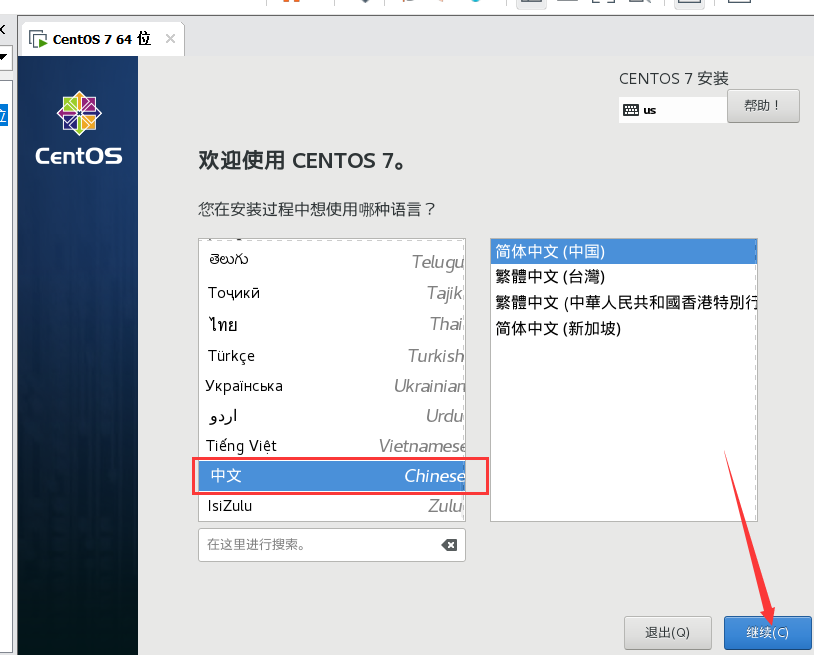 CentOS 7 64 位
位
CENTOS 7 安装
us
帮助！
CentOS
欢迎使用 CENTOS 7。
您在安装过程中想使用哪种语言？
తెలుగు Telugu
Тоҷикӣ Tajik
ไทย Thai
Türkçe Turkish
Українська Ukrainian
اردو Urdu
Tiếng Việt Vietnamese
中文 Chinese
IsiZulu Zulu
在这里进行搜索。
简体中文 (中国)
繁體中文 (台灣)
繁體中文 (中華人民共和國香港特別行
简体中文 (新加坡)
退出(Q)
继续(C)